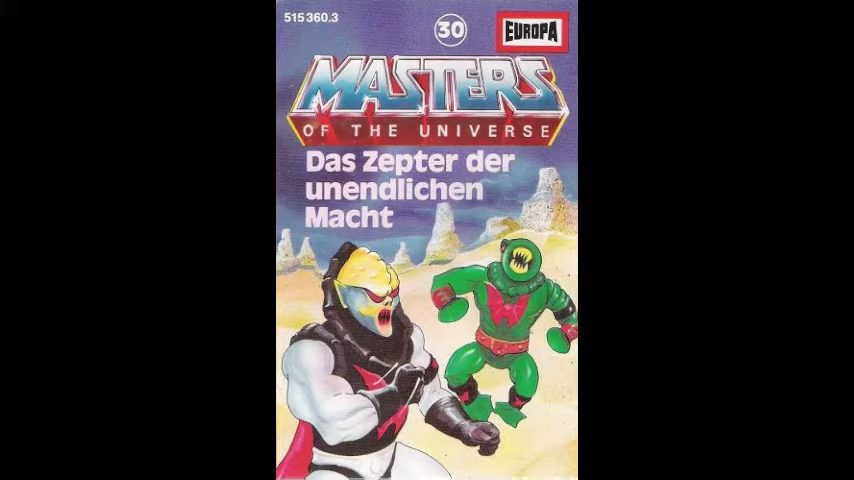 515 360.3
30
EUROPA
MASTERS
OF THE UNIVERSE
Das Zepter der
unendlichen
Macht